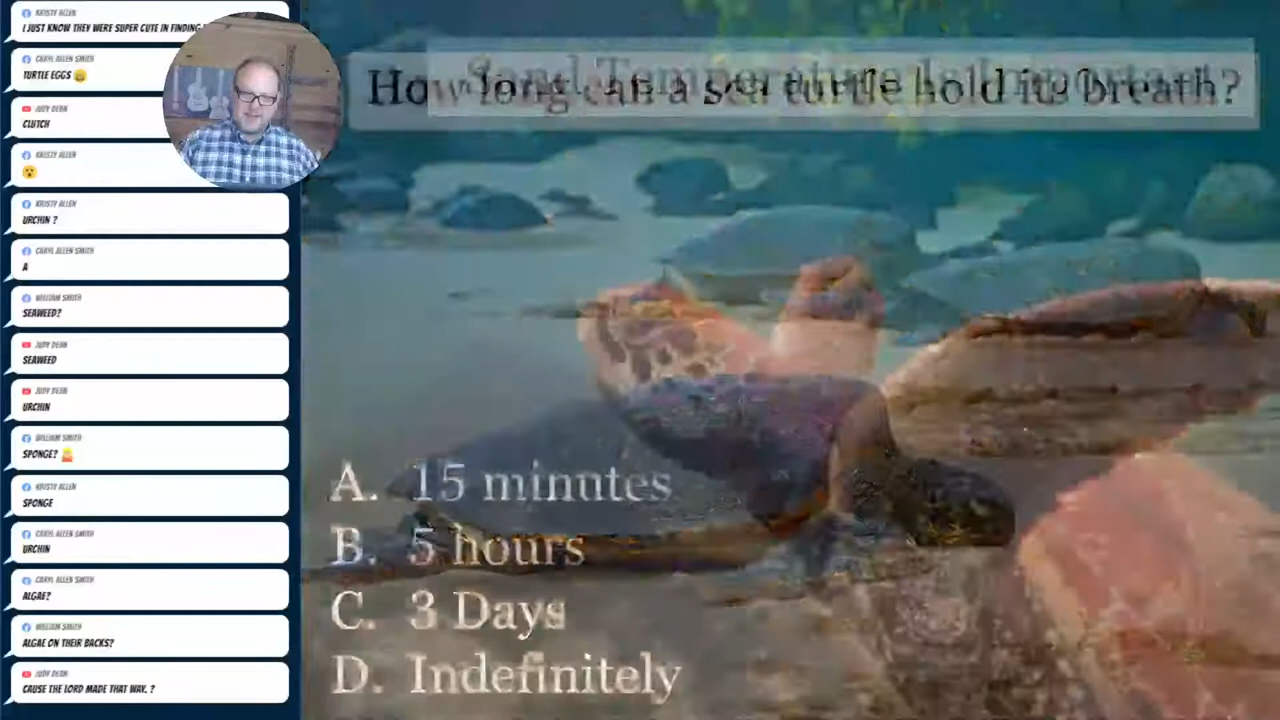 KRISTY ALLEN
I JUST KNOW THEY WERE SUPER CUTE IN FINDING
CARYL ALLEN SMITH
TURTLE EGGS 😄
JUDY DEAN
CLUTCH
KRISTY ALLEN
😮
KRISTY ALLEN
URCHIN ?
CARYL ALLEN SMITH
A
WILLIAM SMITH
SEAWEED?
JUDY DEAN
SEAWEED
JUDY DEAN
URCHIN
WILLIAM SMITH
SPONGE?
KRISTY ALLEN
SPONGE
CARYL ALLEN SMITH
URCHIN
CARYL ALLEN SMITH
ALGAE?
WILLIAM SMITH
ALGAE ON THEIR BACKS?
JUDY DEAN
CAUSE THE LORD MADE THAT WAY. ?
Sand Temperature Is Important
How long can a sea turtle hold its breath?
A. 15 minutes
B. 5 hours
C. 3 Days
D. Indefinitely